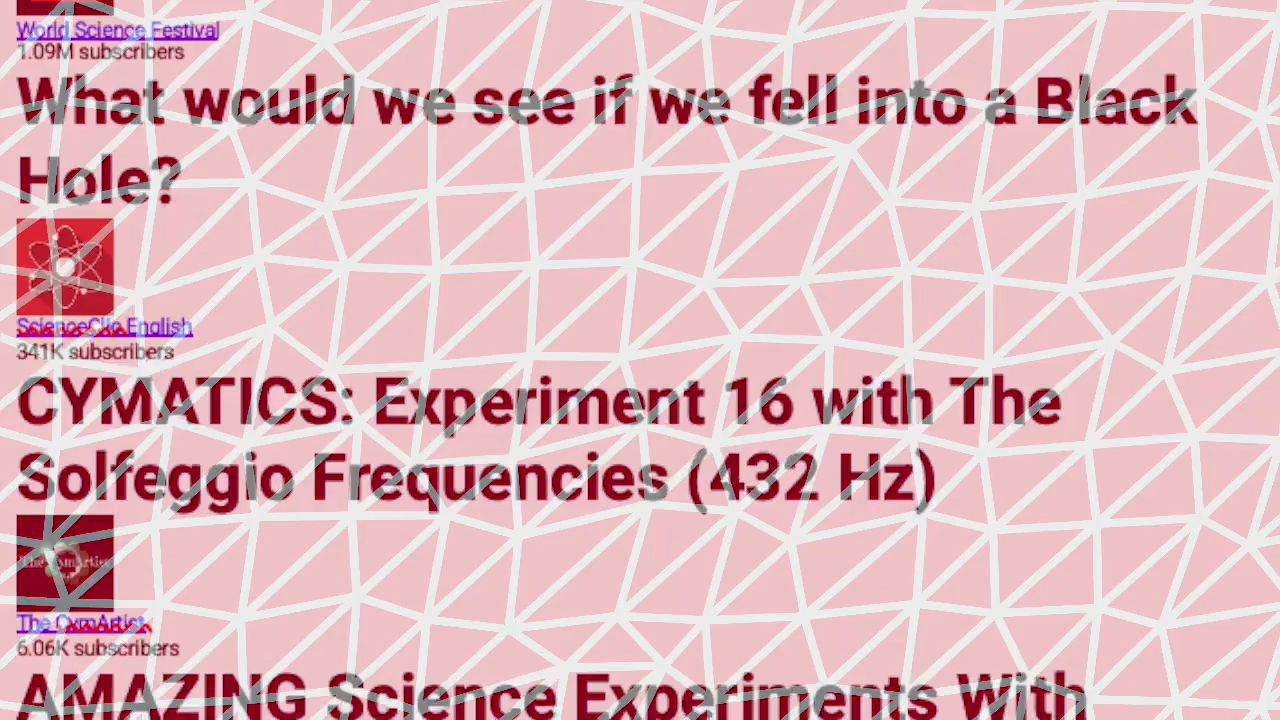 World Science Festival
1.09M subscribers
What would we see if we fell into a Black
Hole?
ScienceClic English
341K subscribers
CYMATICS: Experiment 16 with The
Solfeggio Frequencies (432 Hz)
The CymArtist
The CymArtist
6.06K subscribers
AMAZING Science Experiments With